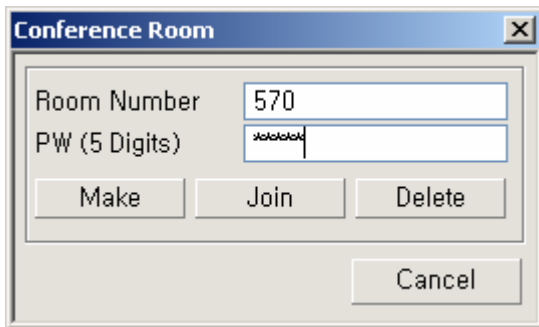 Conference Room
Room Number 570
PW (5 Digits) *****
Make Join Delete
Cancel